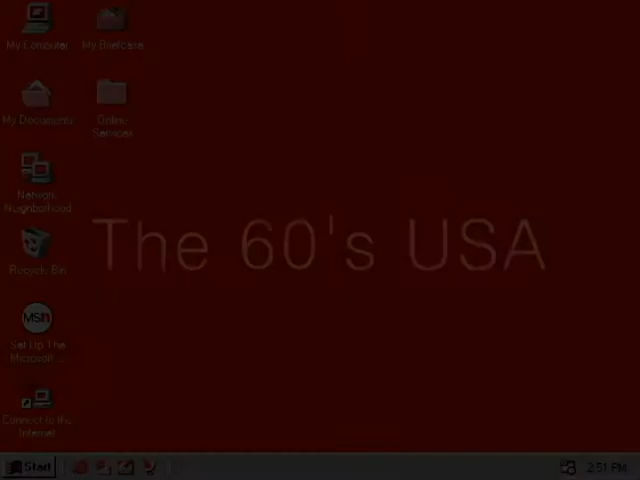 My Computer
My Briefcase
My Documents
Online
Services
Network
Neighborhood
The 60's USA
Recycle Bin
MSN
Set Up The
Microsoft ...
Connect to the
Internet
Start
2:51 PM